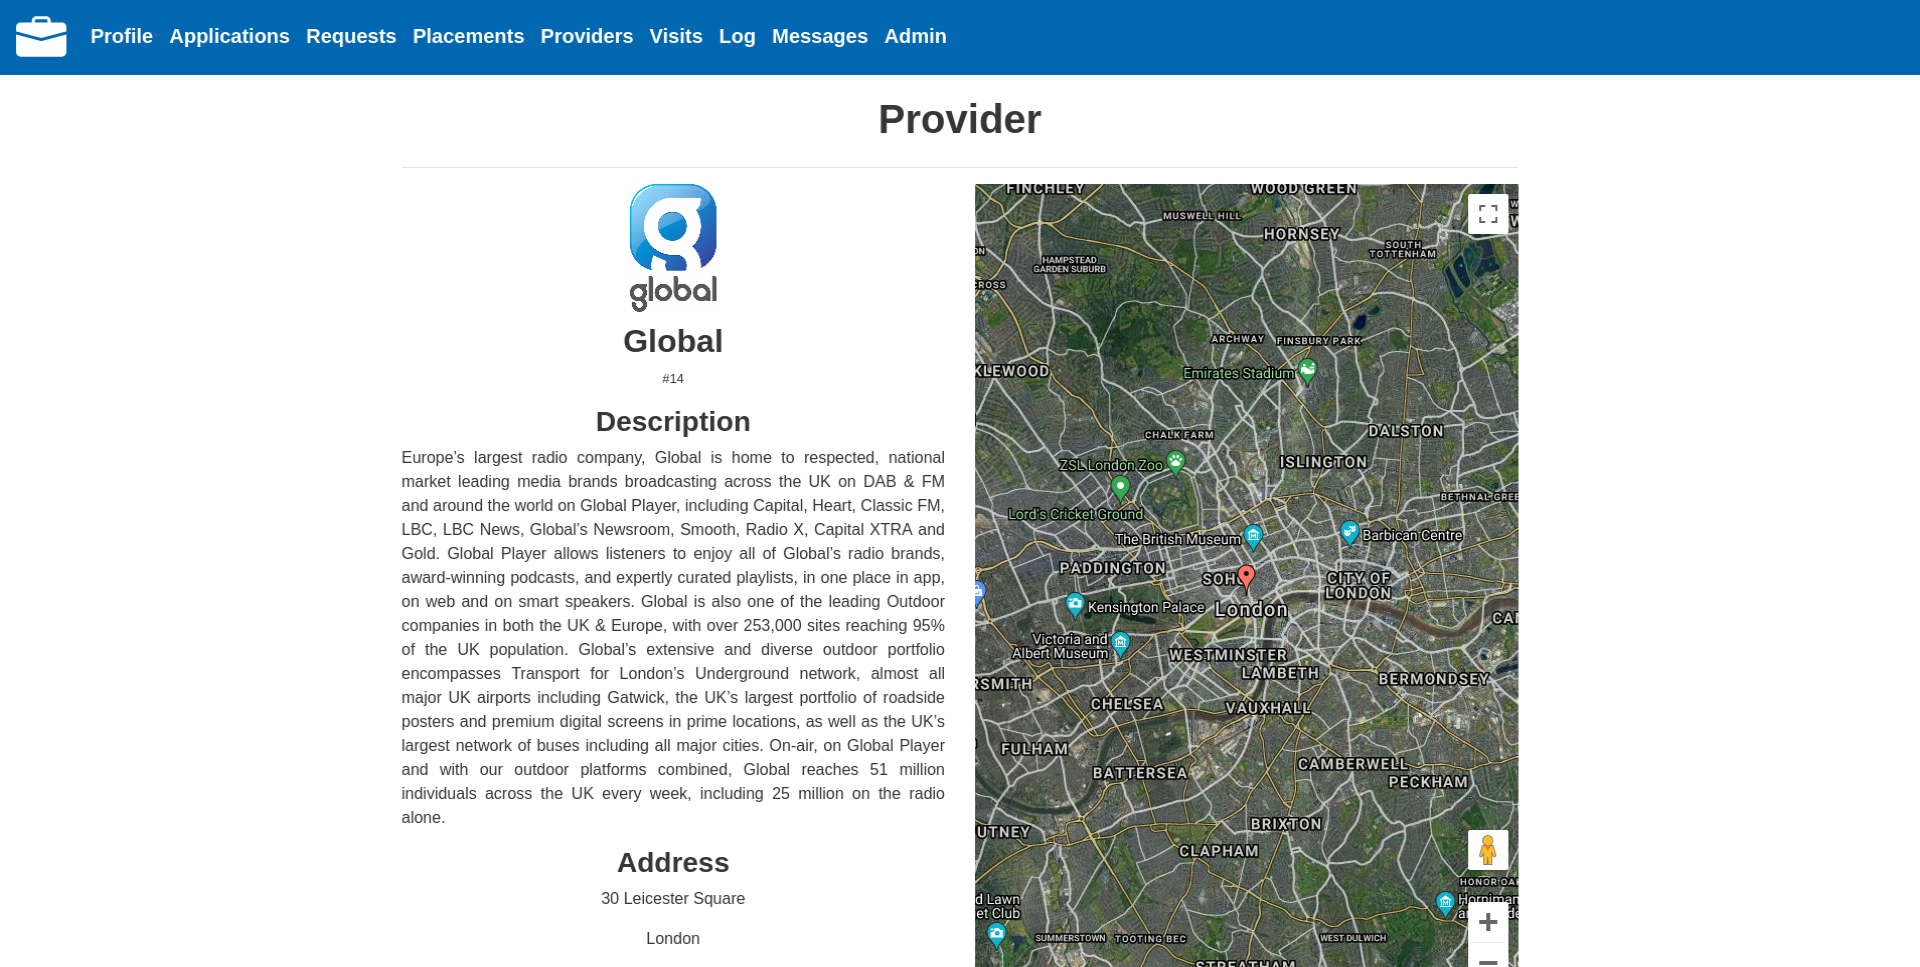 Profile Applications Requests Placements Providers Visits Log Messages Admin
Provider
global
Global
#14
Description
Europe’s largest radio company, Global is home to respected, national
market leading media brands broadcasting across the UK on DAB & FM
and around the world on Global Player, including Capital, Heart, Classic FM,
LBC, LBC News, Global’s Newsroom, Smooth, Radio X, Capital XTRA and
Gold. Global Player allows listeners to enjoy all of Global’s radio brands,
award-winning podcasts, and expertly curated playlists, in one place in app,
on web and on smart speakers. Global is also one of the leading Outdoor
companies in both the UK & Europe, with over 253,000 sites reaching 95%
of the UK population. Global’s extensive and diverse outdoor portfolio
encompasses Transport for London’s Underground network, almost all
major UK airports including Gatwick, the UK’s largest portfolio of roadside
posters and premium digital screens in prime locations, as well as the UK’s
largest network of buses including all major cities. On-air, on Global Player
and with our outdoor platforms combined, Global reaches 51 million
individuals across the UK every week, including 25 million on the radio
alone.
Address
30 Leicester Square
London
FINCHLEY
WOOD GREEN
MUSWELL HILL
HORNSEY
SOUTH
TOTTENHAM
HAMPSTEAD
GARDEN SUBURB
CROSS
ARCHWAY
FINSBURY PARK
KLEWOOD
Emirates Stadium
CHALK FARM
DALSTON
ZSL London Zoo
ISLINGTON
BETHNAL GREE
Lord's Cricket Ground
The British Museum
Barbican Centre
PADDINGTON
SOHO
CITY OF
LONDON
Kensington Palace
London
CAN
Victoria and
Albert Museum
WESTMINSTER
LAMBETH
RSMITH
BERMONDSEY
CHELSEA
VAUXHALL
FULHAM
BATTERSEA
CAMBERWELL
PECKHAM
UTNEY
BRIXTON
CLAPHAM
HONOR OAK
d Lawn
et Club
Horniman
SUMMERSTOWN
TOOTING BEC
WEST DULWICH
STREATHAM